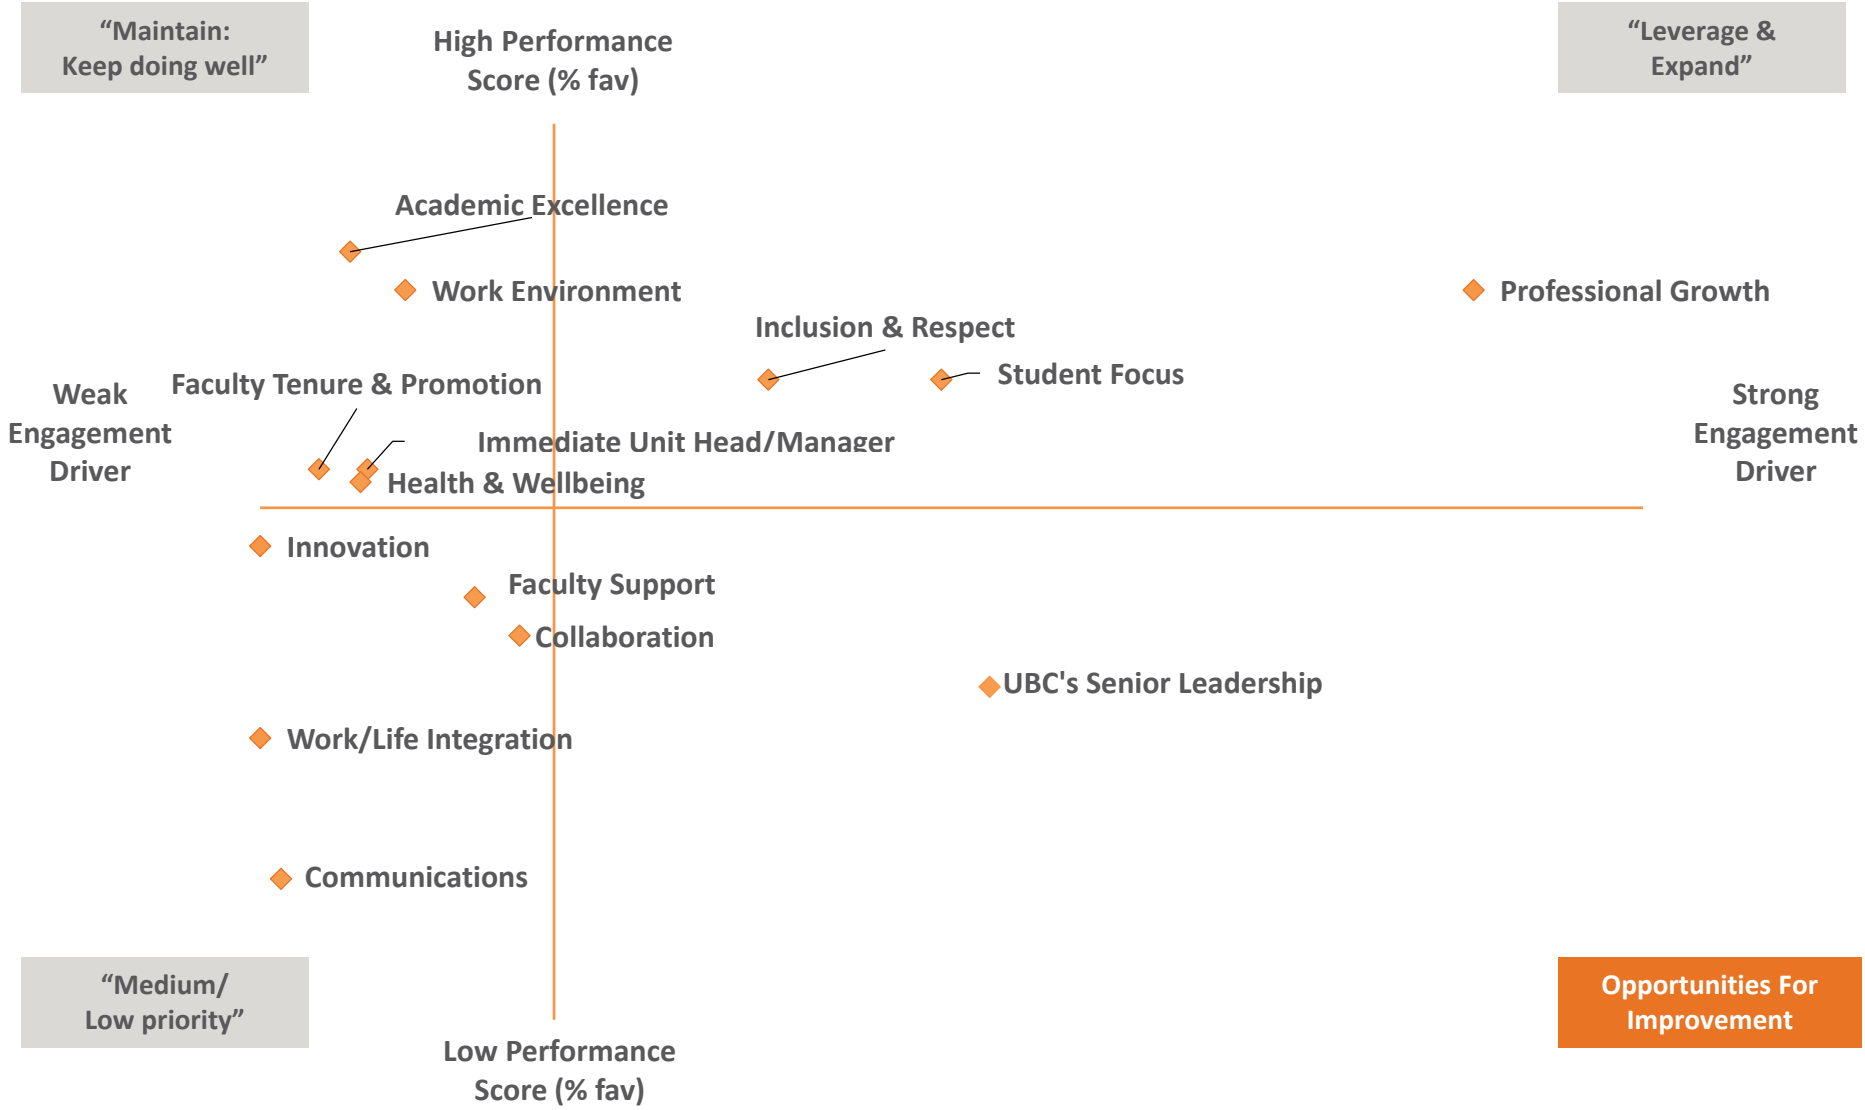 “Maintain:
Keep doing well”
High Performance
Score (% fav)
“Leverage &
Expand”
Academic Excellence
Work Environment
Professional Growth
Inclusion & Respect
Student Focus
Faculty Tenure & Promotion
Weak
Engagement
Driver
Strong
Engagement
Driver
Immediate Unit Head/Manager
Health & Wellbeing
Innovation
Faculty Support
Collaboration
UBC's Senior Leadership
Work/Life Integration
Communications
“Medium/
Low priority”
Opportunities For
Improvement
Low Performance
Score (% fav)